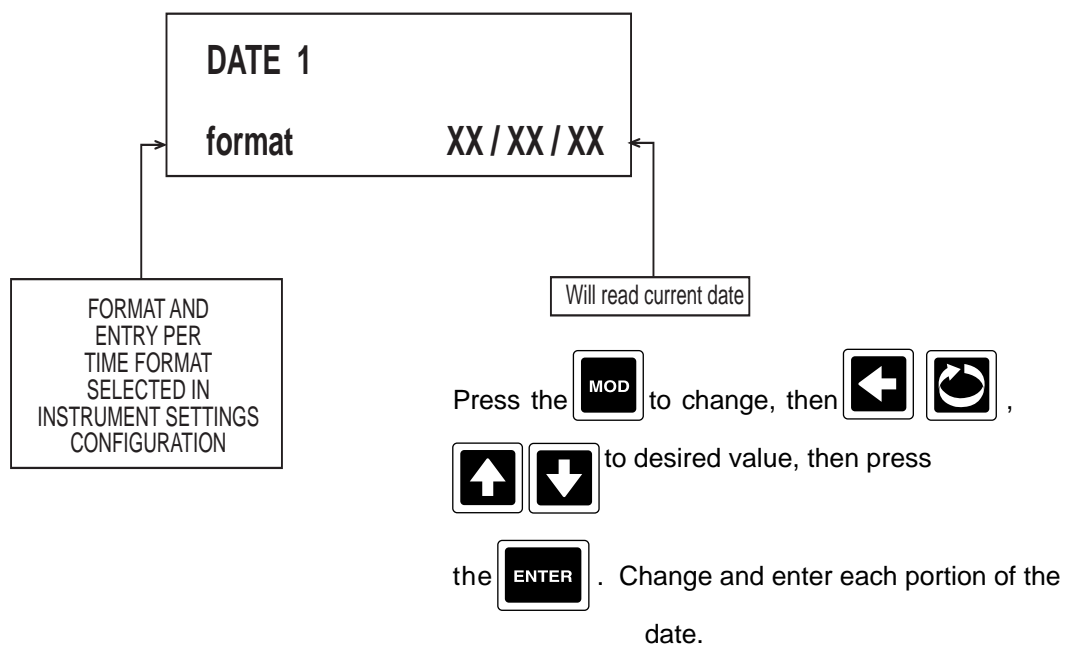 DATE 1
format XX / XX / XX
FORMAT AND
ENTRY PER
TIME FORMAT
SELECTED IN
INSTRUMENT SETTINGS
CONFIGURATION
Will read current date
Press the MOD to change, then ,
to desired value, then press
the ENTER . Change and enter each portion of the
date.